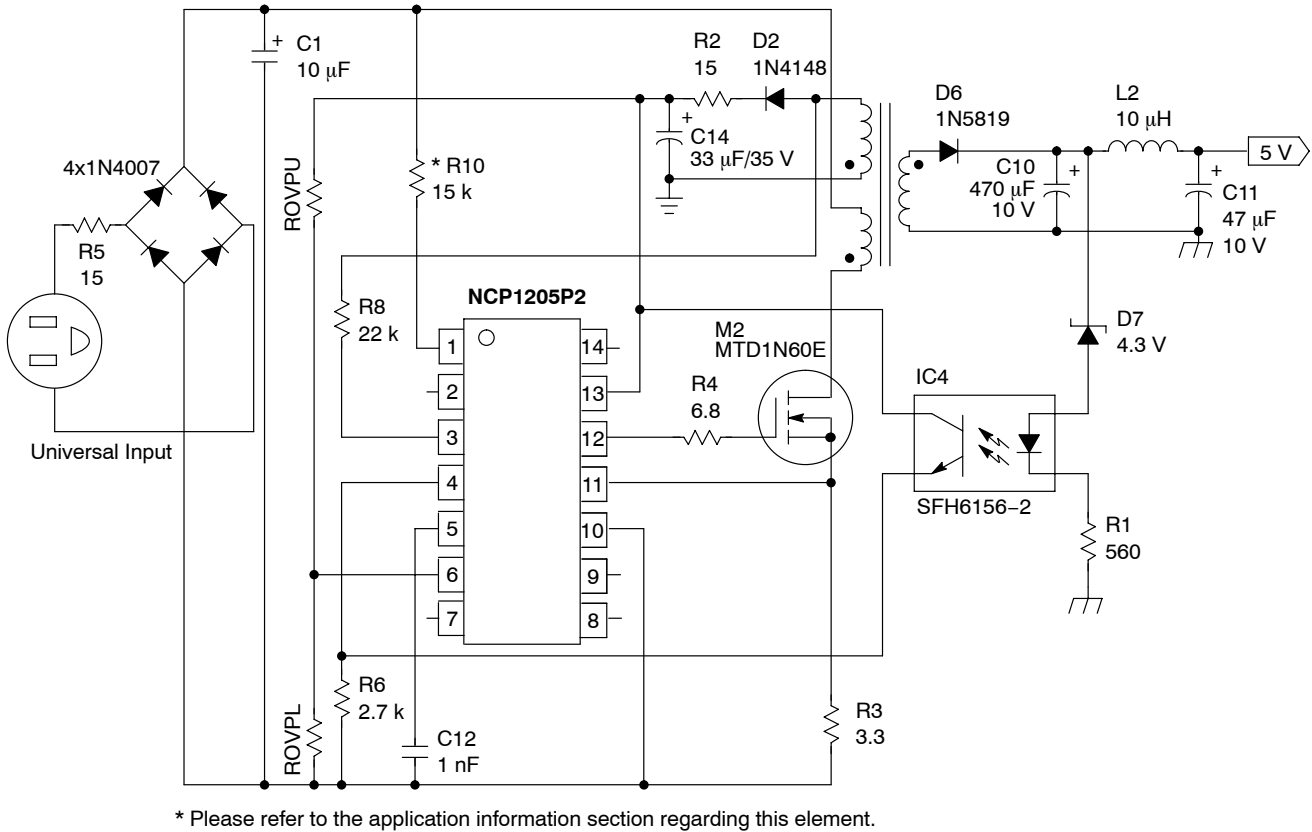 C1
10 μF
R2
15
D2
1N4148
+
+
C14
33 μF/35 V
D6
1N5819
L2
10 μH
5 V
C10
470 μF
10 V
+
+
C11
47 μF
10 V
4x1N4007
R5
15
Universal Input
ROVPU
* R10
15 k
R8
22 k
NCP1205P2
1
2
3
4
5
6
7
14
13
12
11
10
9
8
M2
MTD1N60E
R4
6.8
D7
4.3 V
IC4
SFH6156−2
R1
560
R6
2.7 k
ROVPL
C12
1 nF
R3
3.3
* Please refer to the application information section regarding this element.